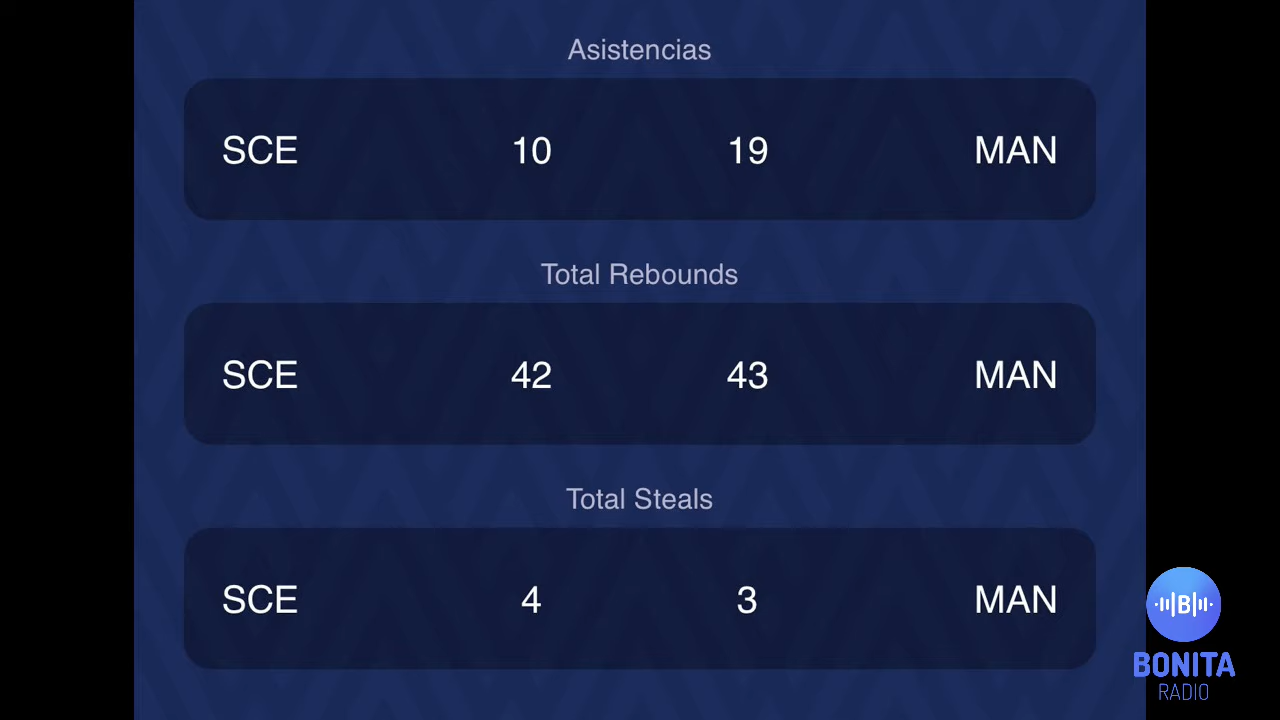 Asistencias
SCE 10 19 MAN
Total Rebounds
SCE 42 43 MAN
Total Steals
SCE 4 3 MAN
B
BONITA
RADIO